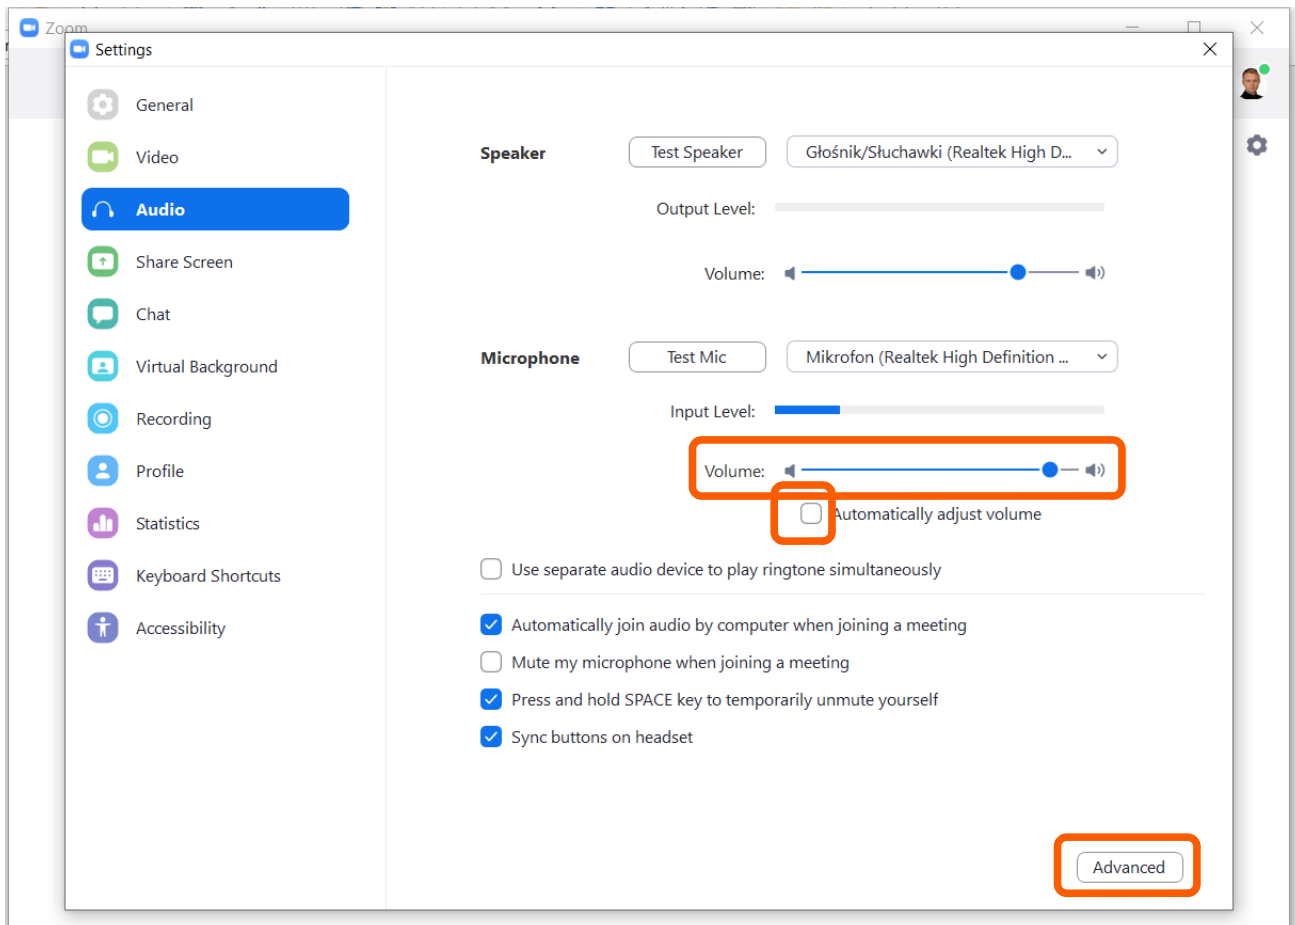 Zoom
Settings
General
Video
Audio
Share Screen
Chat
Virtual Background
Recording
Profile
Statistics
Keyboard Shortcuts
Accessibility
Speaker
Test Speaker
Głośnik/Słuchawki (Realtek High D...
Output Level:
Volume:
Microphone
Test Mic
Mikrofon (Realtek High Definition ...
Input Level:
Volume:
Automatically adjust volume
Use separate audio device to play ringtone simultaneously
Automatically join audio by computer when joining a meeting
Mute my microphone when joining a meeting
Press and hold SPACE key to temporarily unmute yourself
Sync buttons on headset
Advanced